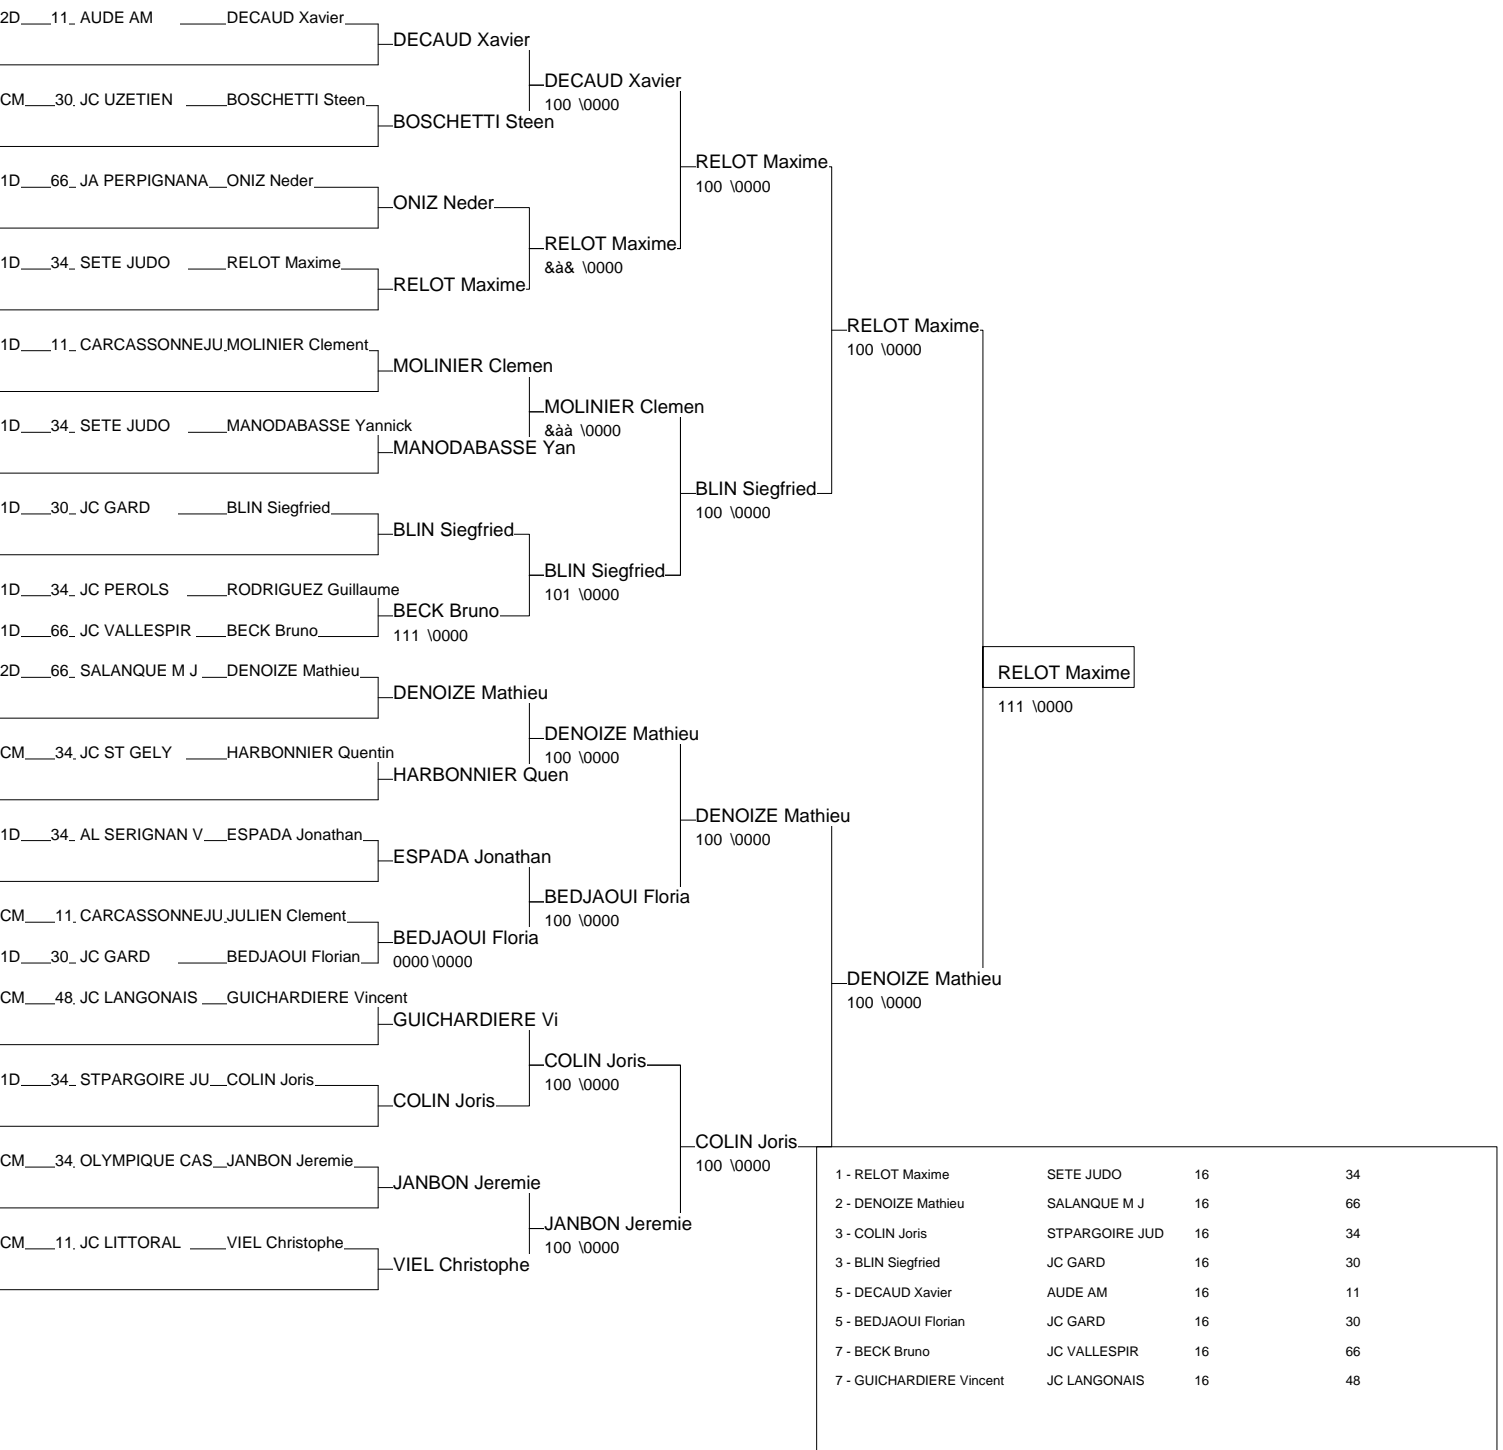 2D 11 AUDE AM DECAUD Xavier
DECAUD Xavier
DECAUD Xavier
100 \0000
CM 30 JC UZETIEN BOSCHETTI Steen
BOSCHETTI Steen
RELOT Maxime
100 \0000
1D 66 JA PERPIGNANA ONIZ Neder
ONIZ Neder
RELOT Maxime
&à& \0000
1D 34 SETE JUDO RELOT Maxime
RELOT Maxime
RELOT Maxime
100 \0000
1D 11 CARCASSONNEJU MOLINIER Clement
MOLINIER Clemen
MOLINIER Clemen
&àà \0000
1D 34 SETE JUDO MANODABASSE Yannick
MANODABASSE Yan
BLIN Siegfried
100 \0000
1D 30 JC GARD BLIN Siegfried
BLIN Siegfried
BLIN Siegfried
101 \0000
1D 34 JC PEROLS RODRIGUEZ Guillaume
BECK Bruno
111 \0000
1D 66 JC VALLESPIR BECK Bruno
RELOT Maxime
111 \0000
2D 66 SALANQUE M J DENOIZE Mathieu
DENOIZE Mathieu
DENOIZE Mathieu
100 \0000
CM 34 JC ST GELY HARBONNIER Quentin
HARBONNIER Quen
DENOIZE Mathieu
100 \0000
1D 34 AL SERIGNAN V ESPADA Jonathan
ESPADA Jonathan
BEDJAOUI Floria
100 \0000
CM 11 CARCASSONNEJU JULIEN Clement
BEDJAOUI Floria
0000 \0000
1D 30 JC GARD BEDJAOUI Florian
DENOIZE Mathieu
100 \0000
CM 48 JC LANGONAIS GUICHARDIERE Vincent
GUICHARDIERE Vi
COLIN Joris
100 \0000
1D 34 STPARGOIRE JU COLIN Joris
COLIN Joris
COLIN Joris
100 \0000
CM 34 OLYMPIQUE CAS JANBON Jeremie
JANBON Jeremie
JANBON Jeremie
100 \0000
CM 11 JC LITTORAL VIEL Christophe
VIEL Christophe
1 - RELOT Maxime SETE JUDO 16 34
2 - DENOIZE Mathieu SALANQUE M J 16 66
3 - COLIN Joris STPARGOIRE JUD 16 34
3 - BLIN Siegfried JC GARD 16 30
5 - DECAUD Xavier AUDE AM 16 11
5 - BEDJAOUI Florian JC GARD 16 30
7 - BECK Bruno JC VALLESPIR 16 66
7 - GUICHARDIERE Vincent JC LANGONAIS 16 48